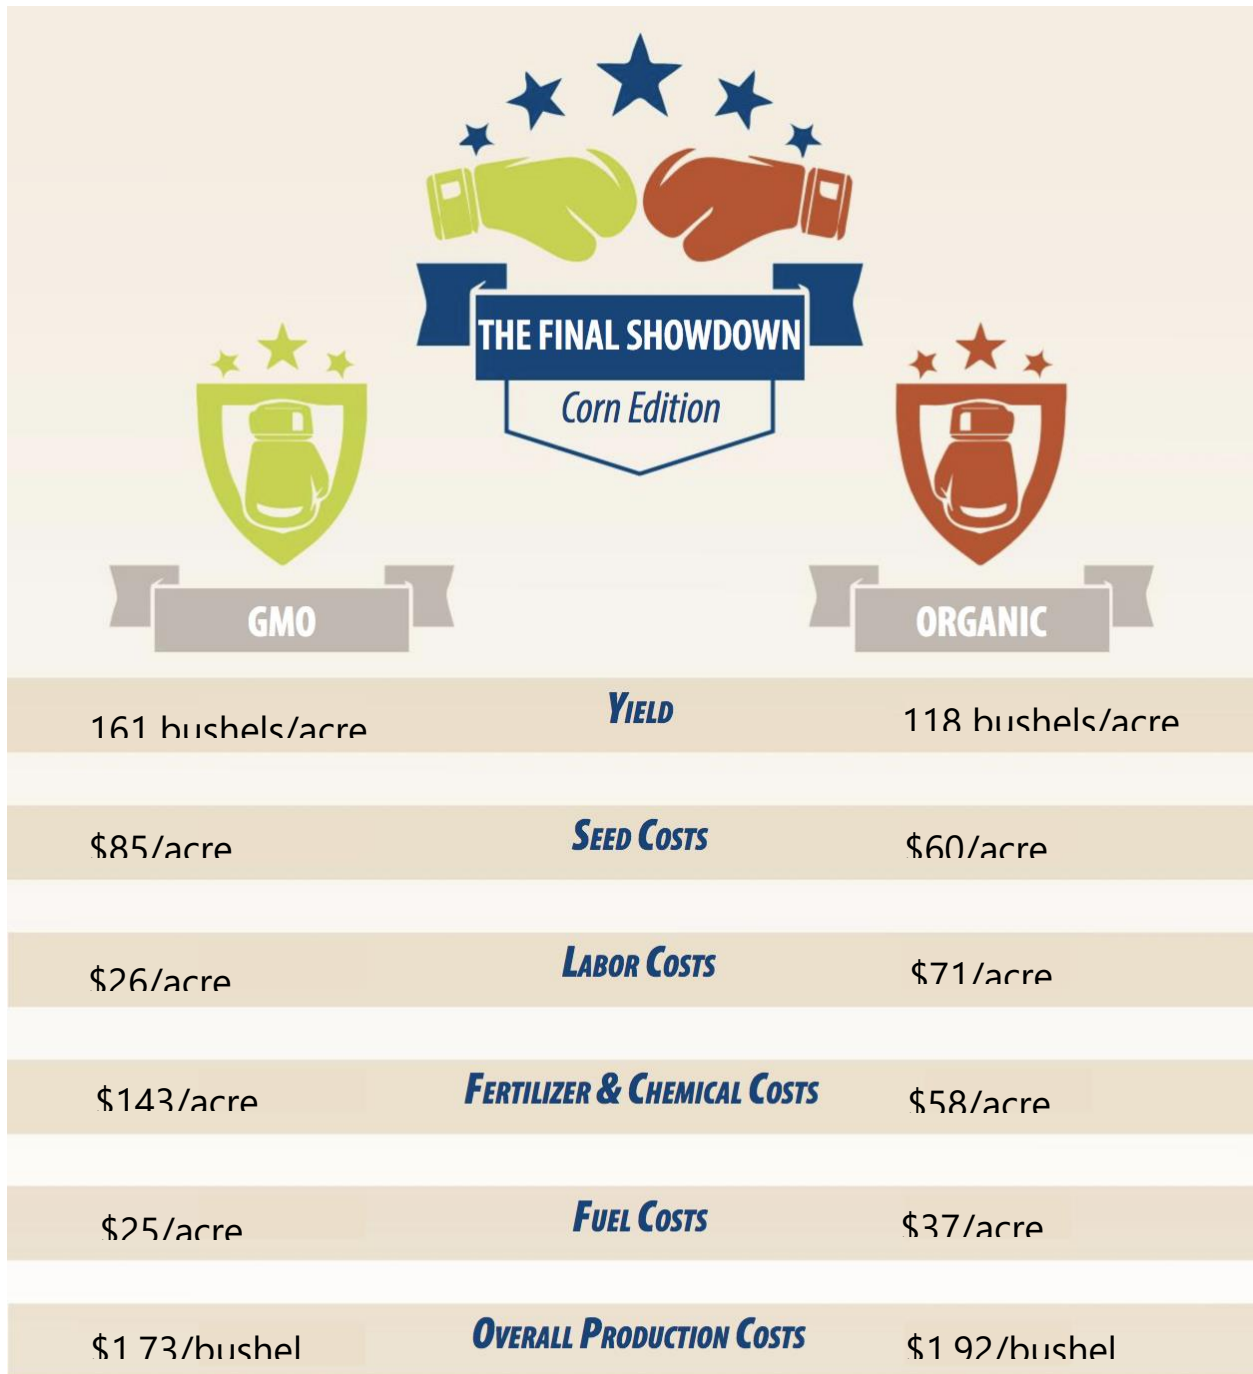 THE FINAL SHOWDOWN
Corn Edition
GMO
ORGANIC
YIELD
161 bushels/acre
118 bushels/acre
SEED COSTS
$85/acre
$60/acre
LABOR COSTS
$26/acre
$71/acre
FERTILIZER & CHEMICAL COSTS
$143/acre
$58/acre
FUEL COSTS
$25/acre
$37/acre
OVERALL PRODUCTION COSTS
$1.73/bushel
$1.92/bushel